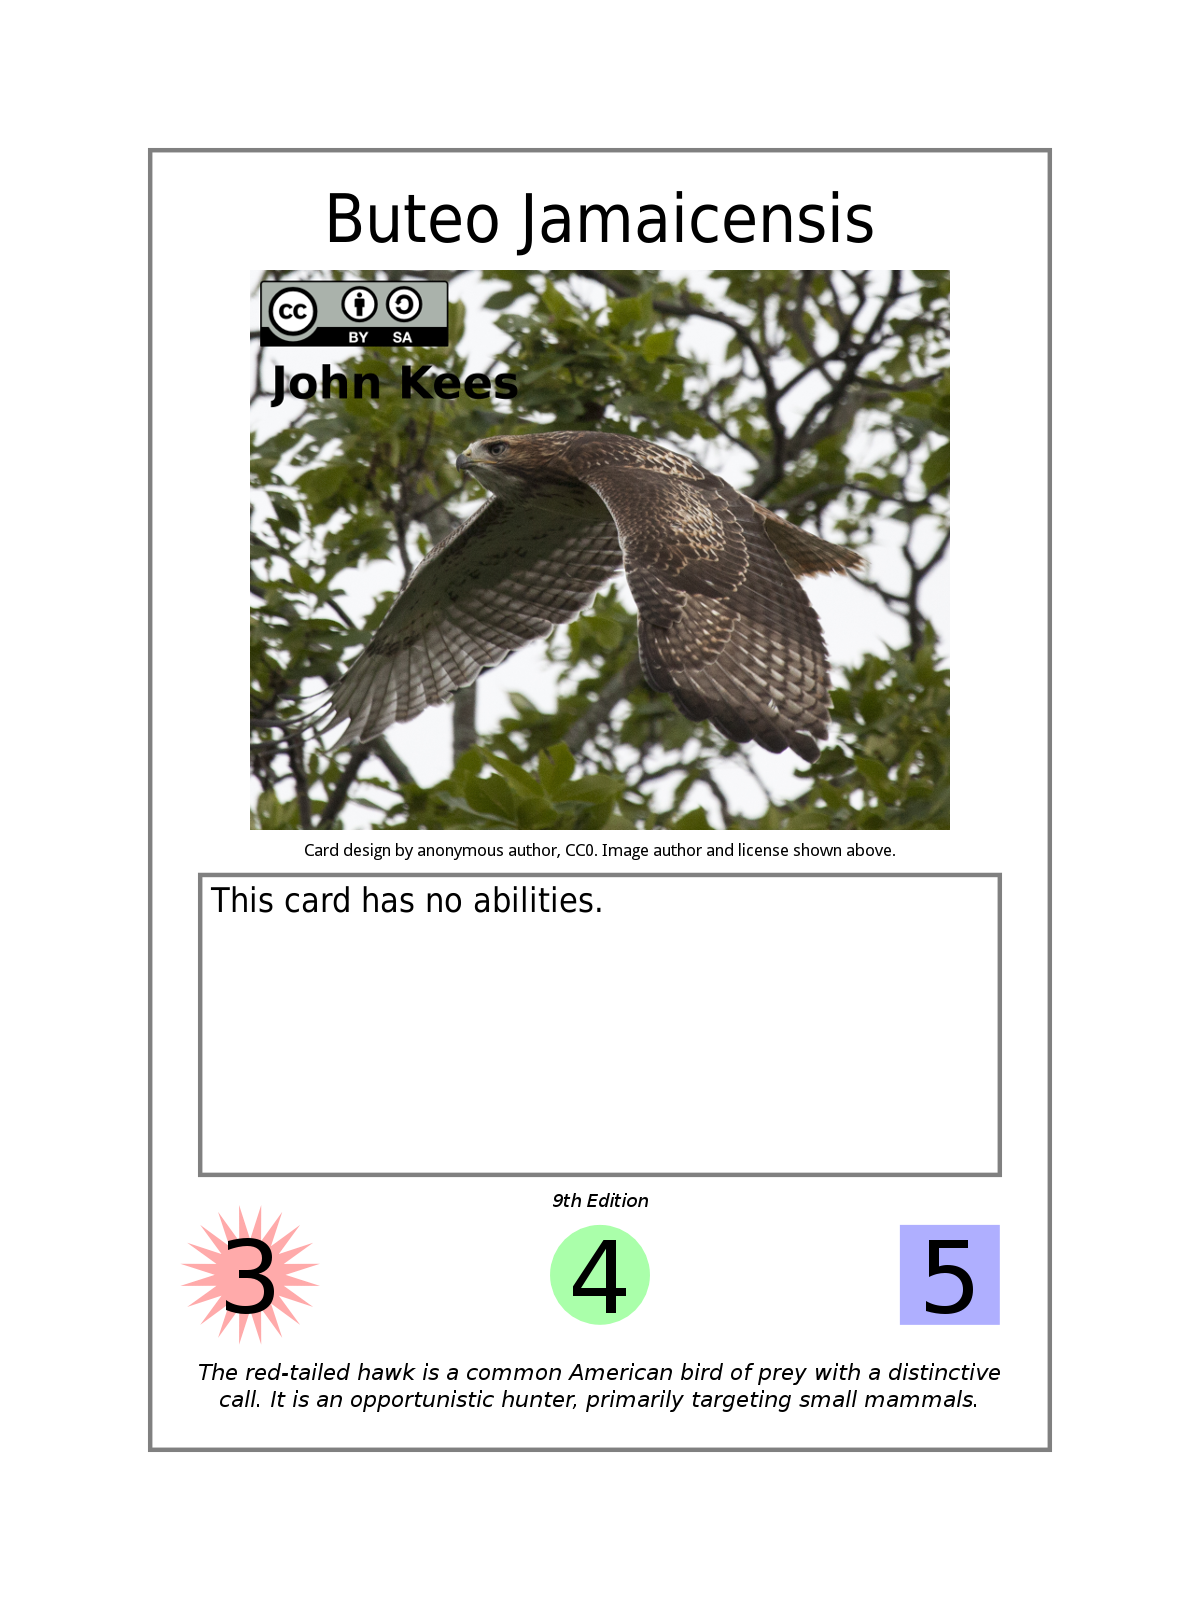 Buteo Jamaicensis
CC
BY SA
John Kees
Card design by anonymous author, CC0. Image author and license shown above.
This card has no abilities.
9th Edition
3 4 5
The red-tailed hawk is a common American bird of prey with a distinctive
call. It is an opportunistic hunter, primarily targeting small mammals.